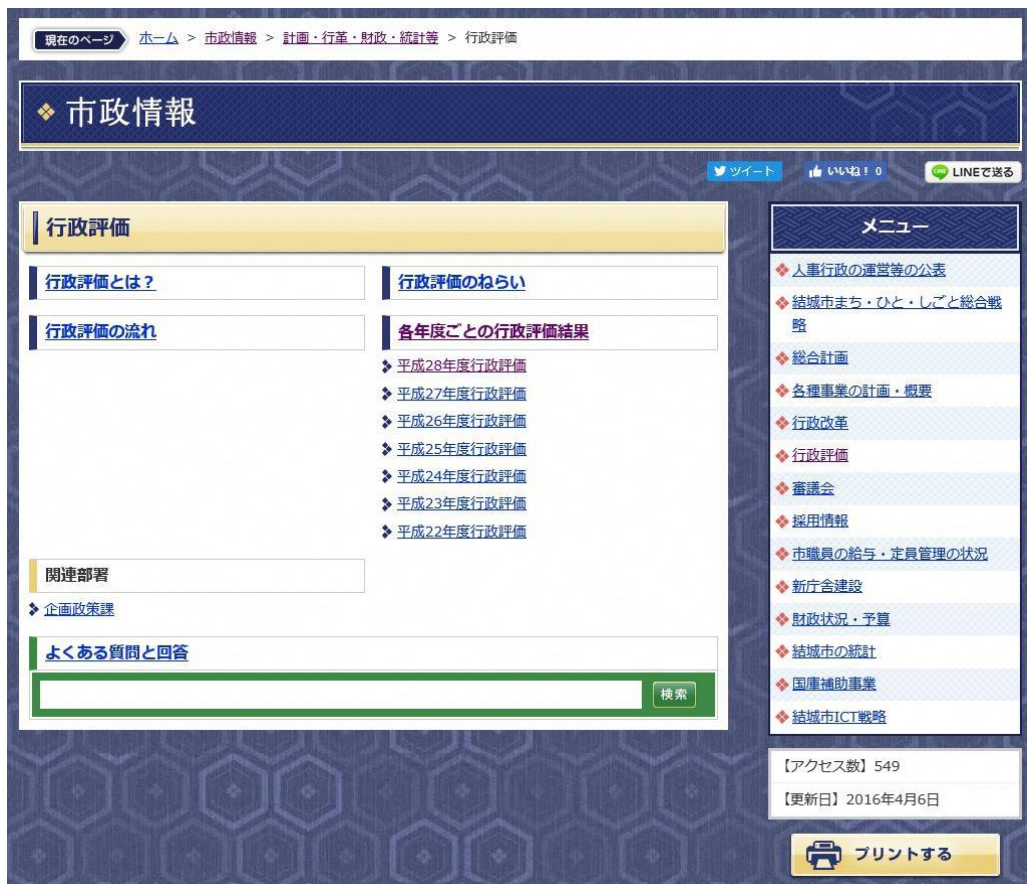 現在のページ ホーム > 市政情報 > 計画・行革・財政・統計等 > 行政評価
市政情報
ツイート いいね！ 0 LINEで送る
行政評価
行政評価とは？ 行政評価のねらい
行政評価の流れ 各年度ごとの行政評価結果
平成28年度行政評価
平成27年度行政評価
平成26年度行政評価
平成25年度行政評価
平成24年度行政評価
平成23年度行政評価
平成22年度行政評価
関連部署
企画政策課
よくある質問と回答
検索
メニュー
人事行政の運営等の公表
結城市まち・ひと・しごと総合戦
略
総合計画
各種事業の計画・概要
行政改革
行政評価
審議会
採用情報
市職員の給与・定員管理の状況
新庁舎建設
財政状況・予算
結城市の統計
国庫補助事業
結城市ICT戦略
【アクセス数】549
【更新日】2016年4月6日
プリントする